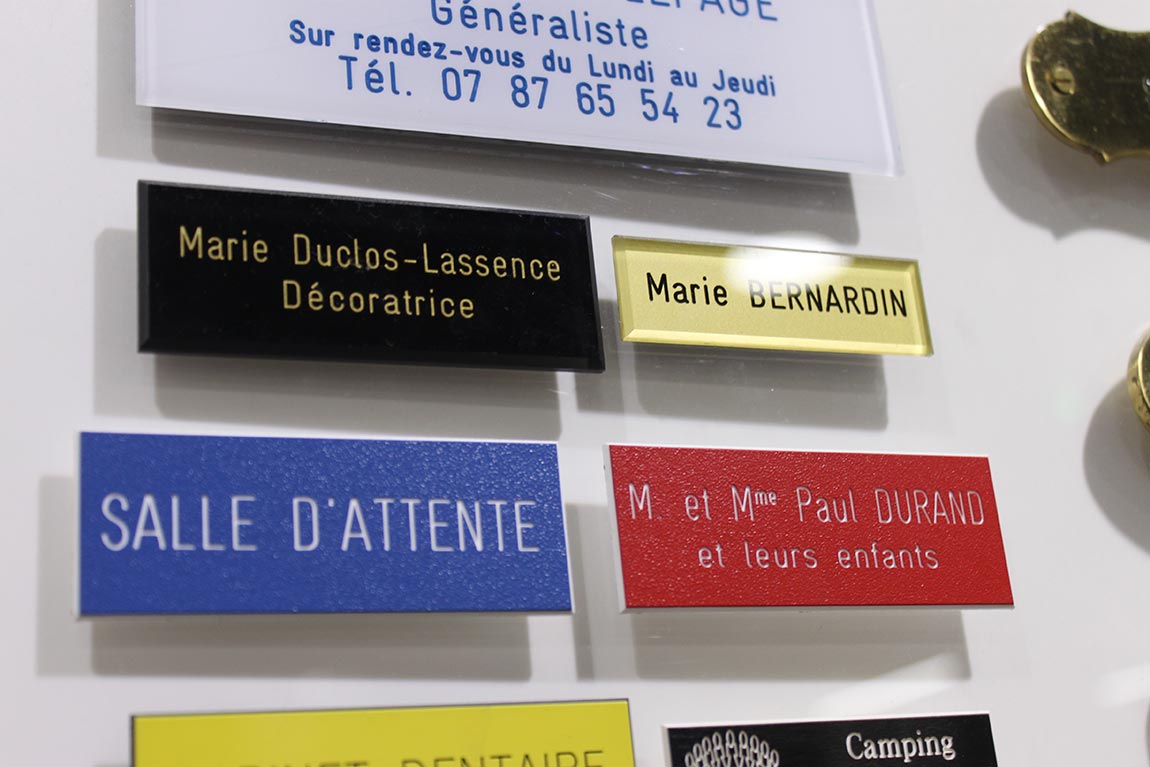 Généraliste
Sur rendez-vous du Lundi au Jeudi
Tél. 07 87 65 54 23
Marie Duclos-Lassence
Décoratrice
Marie BERNARDIN
SALLE D'ATTENTE
M. et Mme Paul DURAND
et leurs enfants
DENTAIRE
Camping